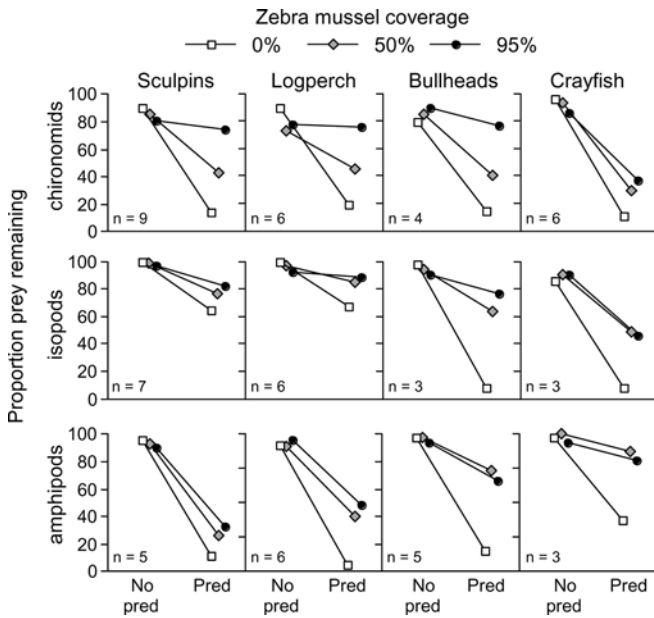 Zebra mussel coverage
0% 50% 95%
Sculpins Logperch Bullheads Crayfish
Proportion prey remaining
chironomids
100
80
60
40
20
0
n = 9 n = 6 n = 4 n = 6
isopods
100
80
60
40
20
0
n = 7 n = 6 n = 3 n = 3
amphipods
100
80
60
40
20
0
n = 5 n = 6 n = 5 n = 3
No Pred No Pred No Pred No Pred
pred pred pred pred